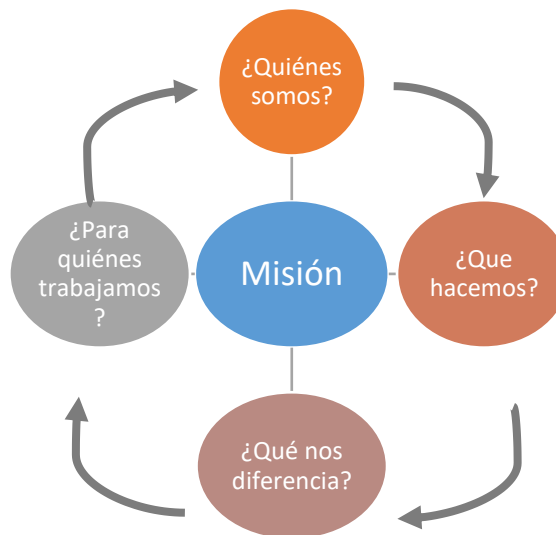 ¿Quiénes
somos?
¿Para
quiénes
trabajamos
?
Misión
¿Que
hacemos?
¿Qué nos
diferencia?